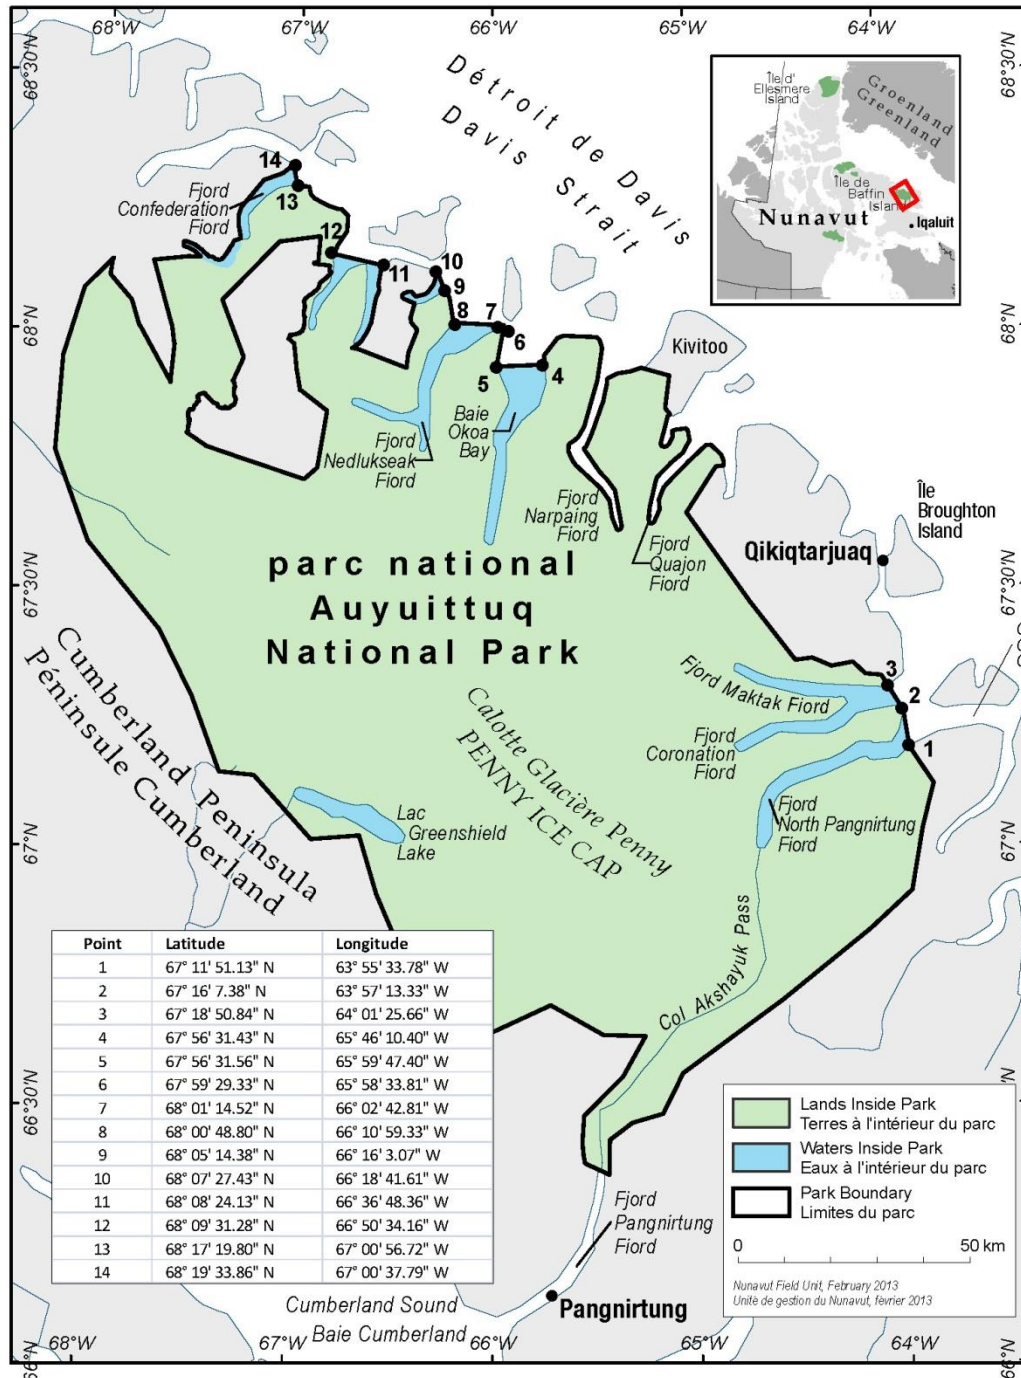 68°W
67°W
66°W
65°W
64°W
68°30'N
68°30'N
Détroit de Davis
Davis Strait
Île d'
Ellesmere
Island
Groenland
Greenland
Île de
Baffin
Island
Nunavut
Iqaluit
14
Fjord
Confederation
Fiord
13
12
11
10
9
8
7
6
5
4
68°N
68°N
Kivitoo
Baie
Okoa
Bay
Fjord
Nedlukseak
Fiord
Fjord
Narpaing
Fiord
Fjord
Quajon
Fiord
Île
Broughton
Island
Qikiqtarjuaq
67°30'N
67°30'N
parc national
Auyuittuq
National Park
Cumberland Peninsula
Péninsule Cumberland
Calotte Glacière Penny
PENNY ICE CAP
Fjord Maktak Fiord
3
2
1
Fjord
Coronation
Fiord
Fjord
North Pangnirtung
Fiord
Lac
Greenshield
Lake
67°N
67°N
Col Akshayuk Pass
Point Latitude Longitude
1 67° 11' 51.13" N 63° 55' 33.78" W
2 67° 16' 7.38" N 63° 57' 13.33" W
3 67° 18' 50.84" N 64° 01' 25.66" W
4 67° 56' 31.43" N 65° 46' 10.40" W
5 67° 56' 31.56" N 65° 59' 47.40" W
6 67° 59' 29.33" N 65° 58' 33.81" W
7 68° 01' 14.52" N 66° 02' 42.81" W
8 68° 00' 48.80" N 66° 10' 59.33" W
9 68° 05' 14.38" N 66° 16' 3.07" W
10 68° 07' 27.43" N 66° 18' 41.61" W
11 68° 08' 24.13" N 66° 36' 48.36" W
12 68° 09' 31.28" N 66° 50' 34.16" W
13 68° 17' 19.80" N 67° 00' 56.72" W
14 68° 19' 33.86" N 67° 00' 37.79" W
66°30'N
66°30'N
Lands Inside Park
Terres à l'intérieur du parc
Waters Inside Park
Eaux à l'intérieur du parc
Park Boundary
Limites du parc
0 50 km
Nunavut Field Unit, February 2013
Unité de gestion du Nunavut, février 2013
Fjord
Pangnirtung
Fiord
Pangnirtung
Cumberland Sound
Baie Cumberland
66°N
66°N
68°W
67°W
66°W
65°W
64°W